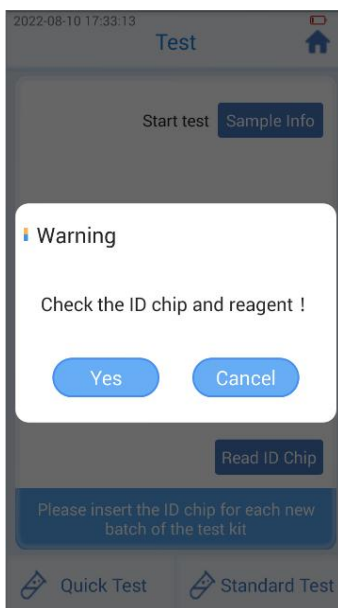 2022-08-10 17:33:13
Test
Start test
Sample Info
Warning
Check the ID chip and reagent !
Yes
Cancel
Read ID Chip
Please insert the ID chip for each new
batch of the test kit
Quick Test
Standard Test